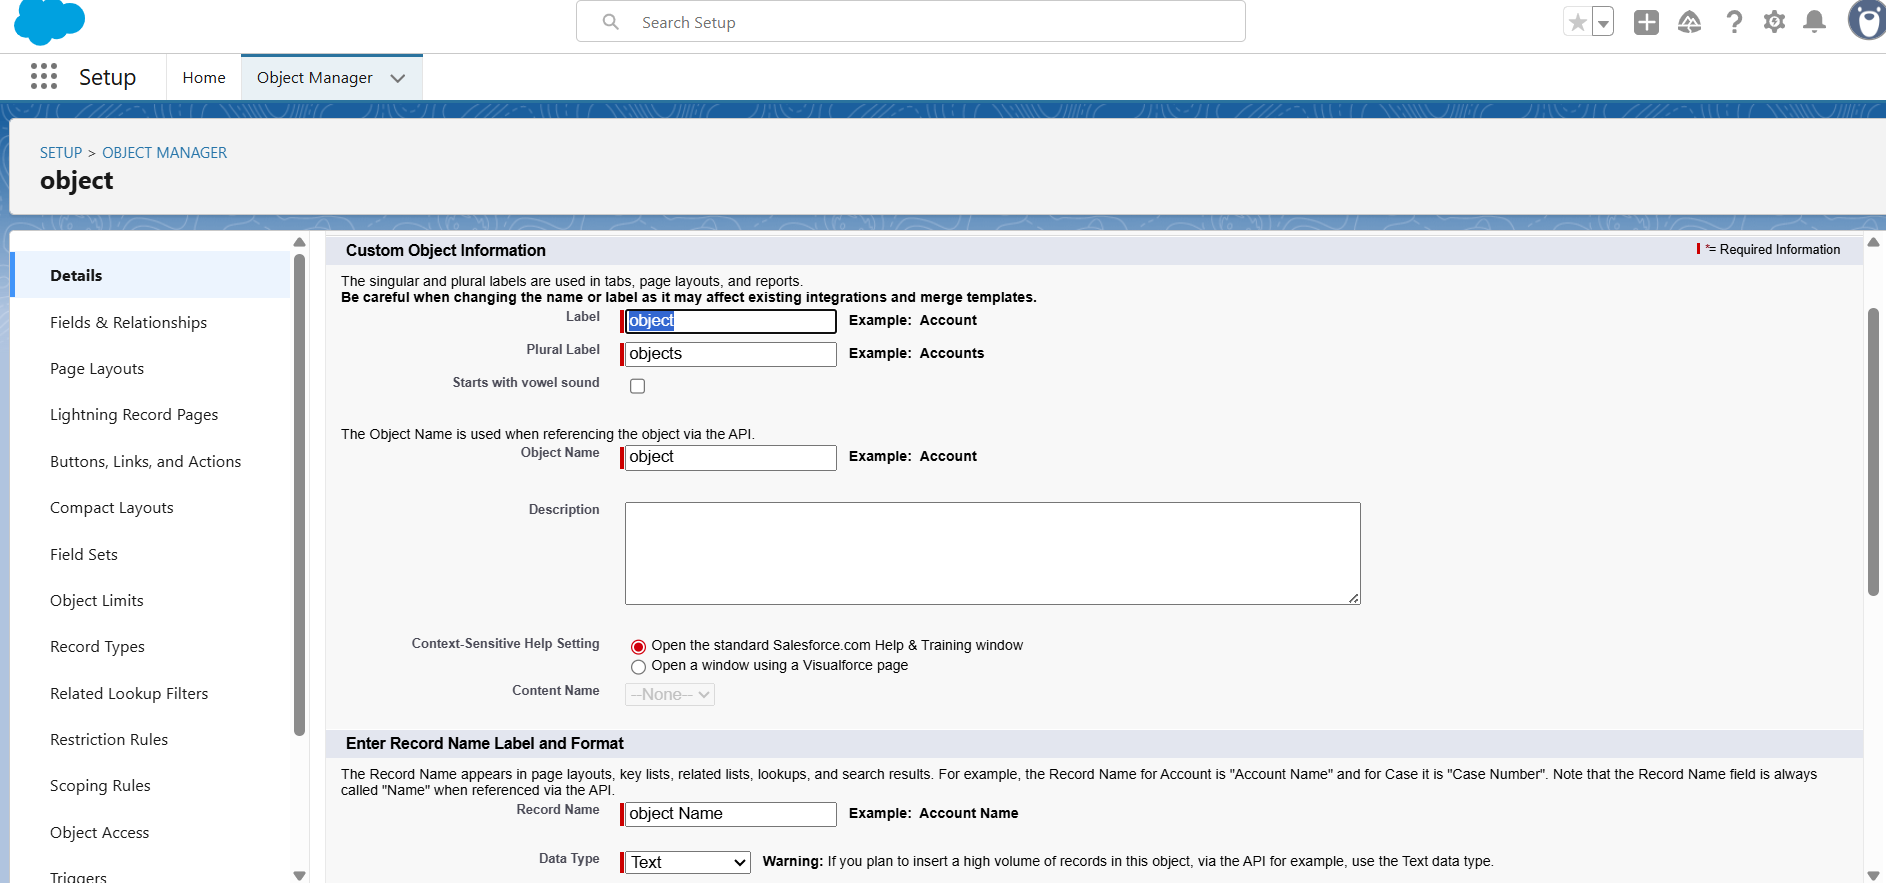 Search Setup
Setup
Home
Object Manager
SETUP > OBJECT MANAGER
object
Details
Fields & Relationships
Page Layouts
Lightning Record Pages
Buttons, Links, and Actions
Compact Layouts
Field Sets
Object Limits
Record Types
Related Lookup Filters
Restriction Rules
Scoping Rules
Object Access
Triggers
Custom Object Information
*= Required Information
The singular and plural labels are used in tabs, page layouts, and reports.
Be careful when changing the name or label as it may affect existing integrations and merge templates.
Label object Example: Account
Plural Label objects Example: Accounts
Starts with vowel sound
The Object Name is used when referencing the object via the API.
Object Name object Example: Account
Description
Context-Sensitive Help Setting Open the standard Salesforce.com Help & Training window
Open a window using a Visualforce page
Content Name --None--
Enter Record Name Label and Format
The Record Name appears in page layouts, key lists, related lists, lookups, and search results. For example, the Record Name for Account is "Account Name" and for Case it is "Case Number". Note that the Record Name field is always
called "Name" when referenced via the API.
Record Name object Name Example: Account Name
Data Type Text Warning: If you plan to insert a high volume of records in this object, via the API for example, use the Text data type.